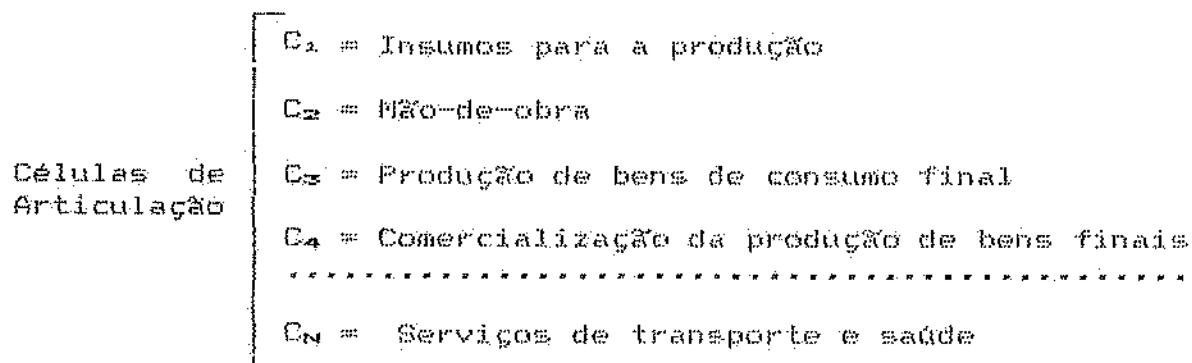 C₁ = Insumos para a produção
C₂ = Mão-de-obra
Células de Articulação
C₃ = Produção de bens de consumo final
C₄ = Comercialização da produção de bens finais
..................................................
Cɴ = Serviços de transporte e saúde